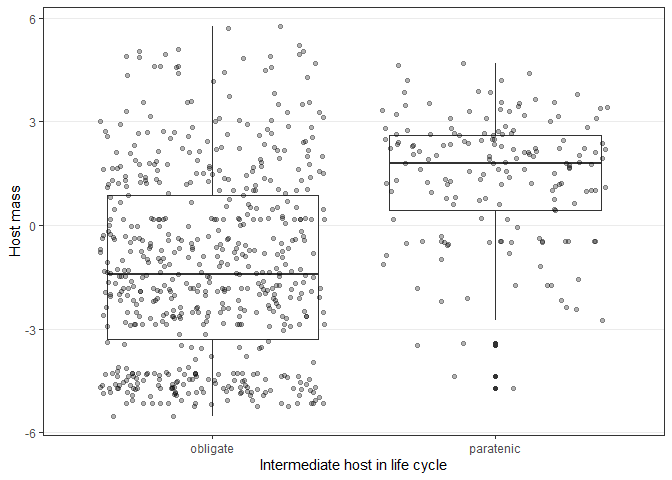 6
3
0
-3
-6
Host mass
obligate
paratenic
Intermediate host in life cycle